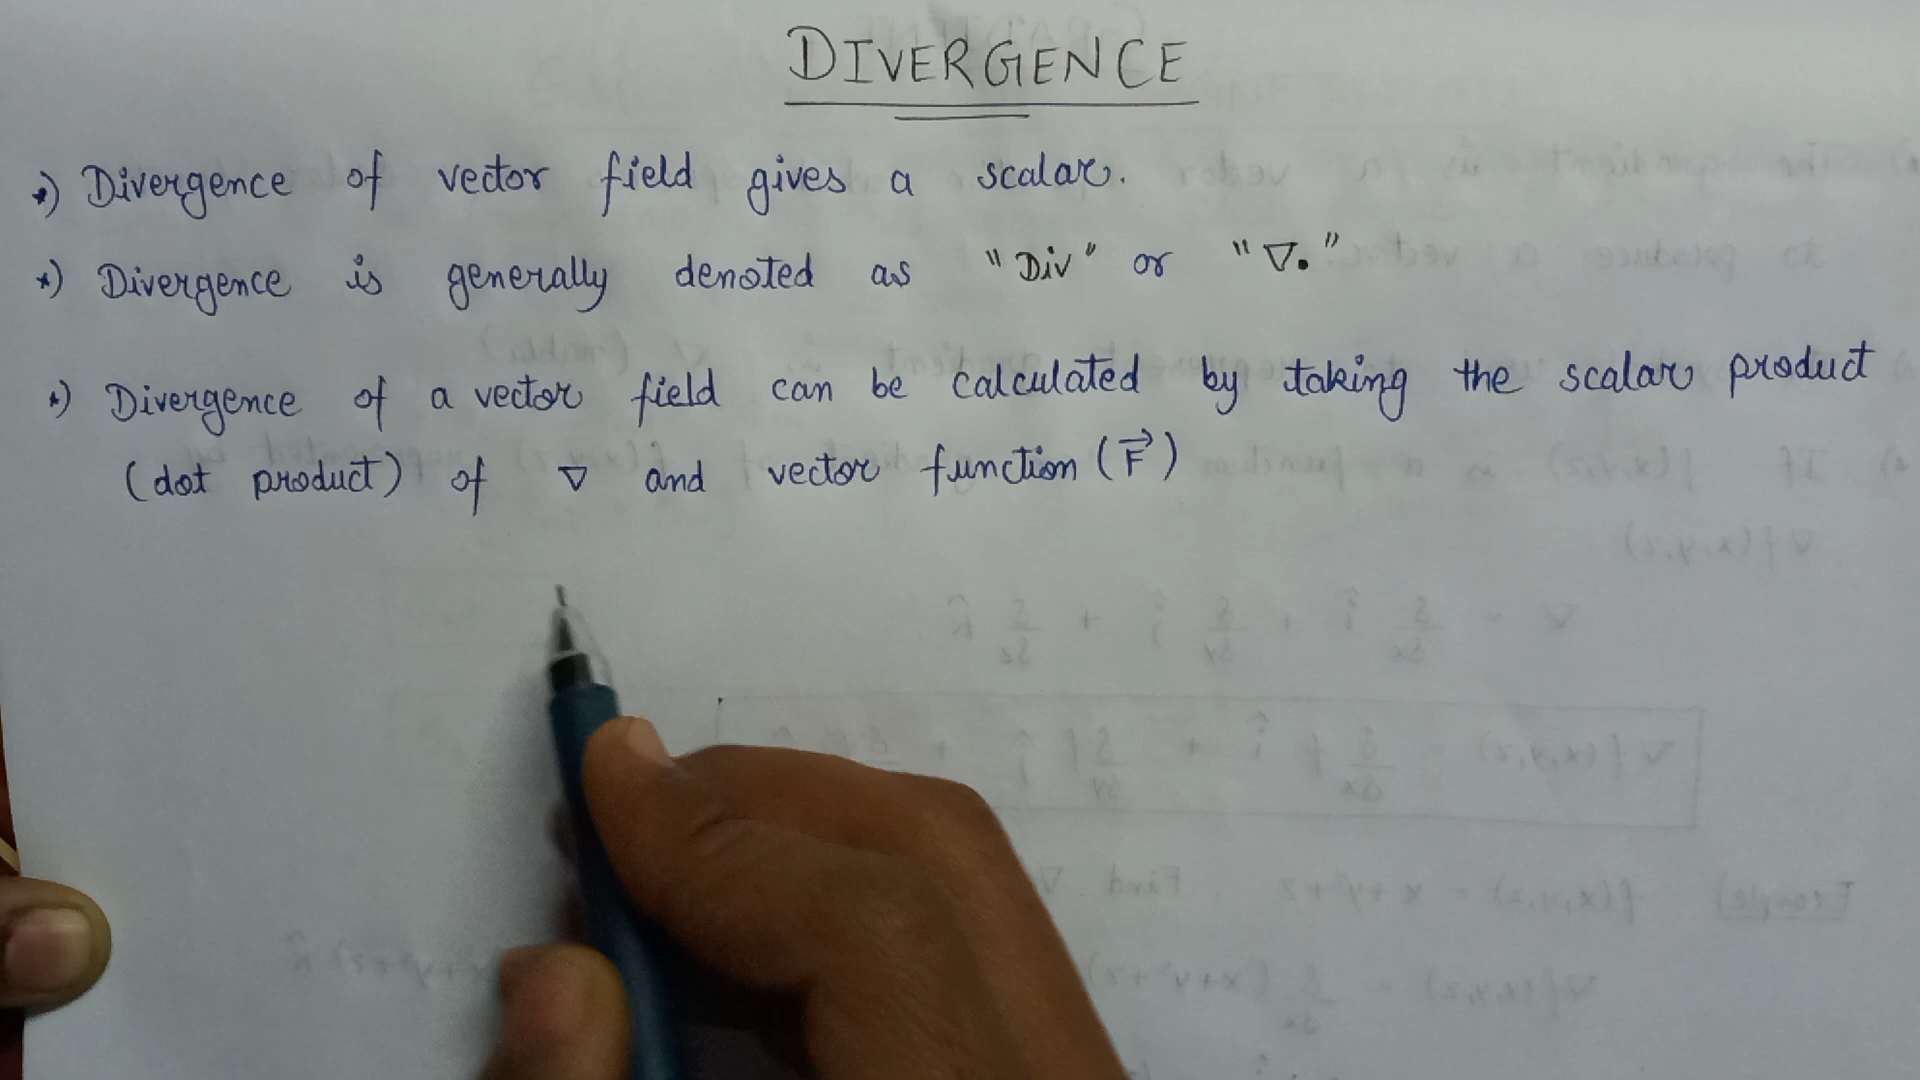 DIVERGENCE
*) Divergence of vector field gives a scalar.
*) Divergence is generally denoted as "Div" or "∇."
*) Divergence of a vector field can be calculated by taking the scalar product
(dot product) of ∇ and vector function (F⃗)